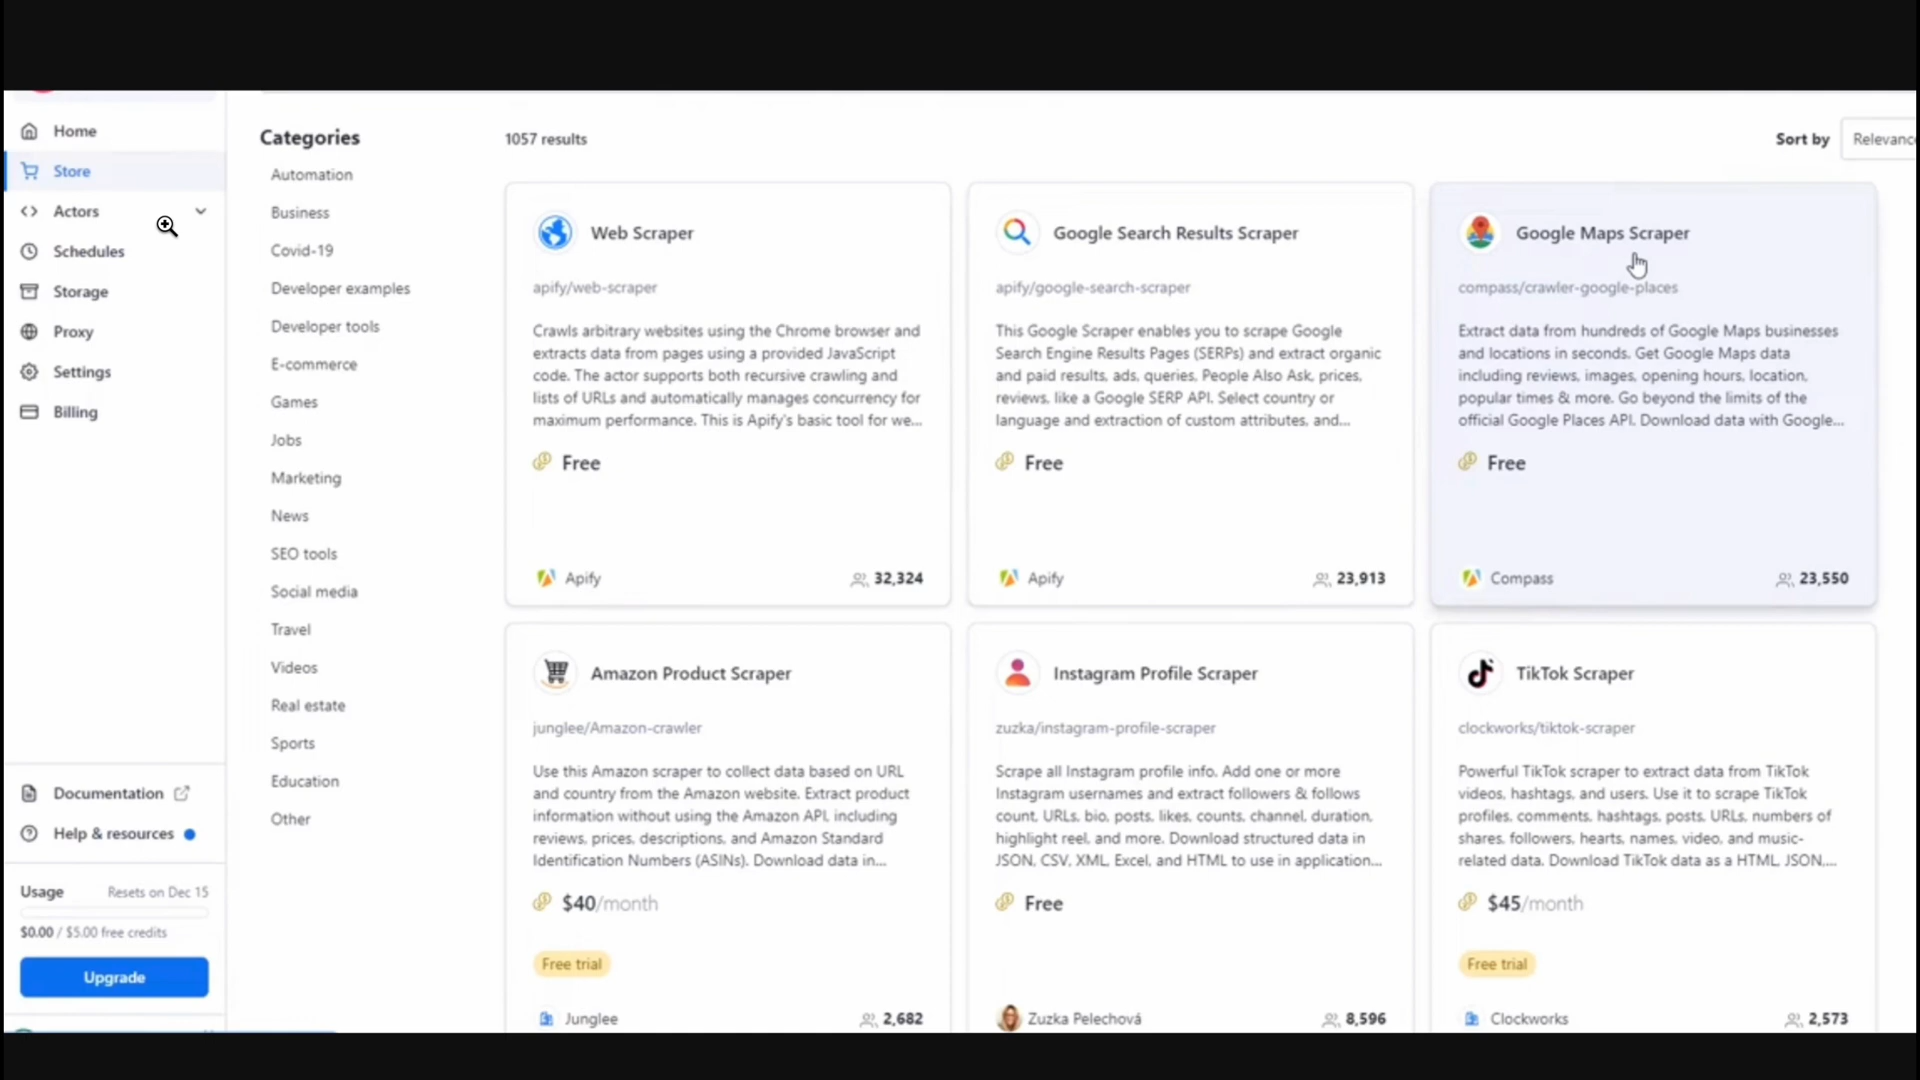 Home
Store
Actors
Schedules
Storage
Proxy
Settings
Billing
Documentation
Help & resources
Usage Resets on Dec 15
$0.00 / $5.00 free credits
Upgrade
Categories
Automation
Business
Covid-19
Developer examples
Developer tools
E-commerce
Games
Jobs
Marketing
News
SEO tools
Social media
Travel
Videos
Real estate
Sports
Education
Other
1057 results
Sort by Relevanc
Web Scraper
apify/web-scraper
Crawls arbitrary websites using the Chrome browser and
extracts data from pages using a provided JavaScript
code. The actor supports both recursive crawling and
lists of URLs and automatically manages concurrency for
maximum performance. This is Apify's basic tool for we...
Free
Apify 32,324
Google Search Results Scraper
apify/google-search-scraper
This Google Scraper enables you to scrape Google
Search Engine Results Pages (SERPs) and extract organic
and paid results, ads, queries, People Also Ask, prices,
reviews, like a Google SERP API. Select country or
language and extraction of custom attributes, and...
Free
Apify 23,913
Google Maps Scraper
compass/crawler-google-places
Extract data from hundreds of Google Maps businesses
and locations in seconds. Get Google Maps data
including reviews, images, opening hours, location,
popular times & more. Go beyond the limits of the
official Google Places API. Download data with Google...
Free
Compass 23,550
Amazon Product Scraper
junglee/Amazon-crawler
Use this Amazon scraper to collect data based on URL
and country from the Amazon website. Extract product
information without using the Amazon API, including
reviews, prices, descriptions, and Amazon Standard
Identification Numbers (ASINs). Download data in...
$40/month
Free trial
Junglee 2,682
Instagram Profile Scraper
zuzka/instagram-profile-scraper
Scrape all Instagram profile info. Add one or more
Instagram usernames and extract followers & follows
count, URLs, bio, posts, likes, counts, channel, duration,
highlight reel, and more. Download structured data in
JSON, CSV, XML, Excel, and HTML to use in application...
Free
Zuzka Pelechová 8,596
TikTok Scraper
clockworks/tiktok-scraper
Powerful TikTok scraper to extract data from TikTok
videos, hashtags, and users. Use it to scrape TikTok
profiles, comments, hashtags, posts, URLs, numbers of
shares, followers, hearts, names, video, and music-
related data. Download TikTok data as a HTML, JSON,...
$45/month
Free trial
Clockworks 2,573